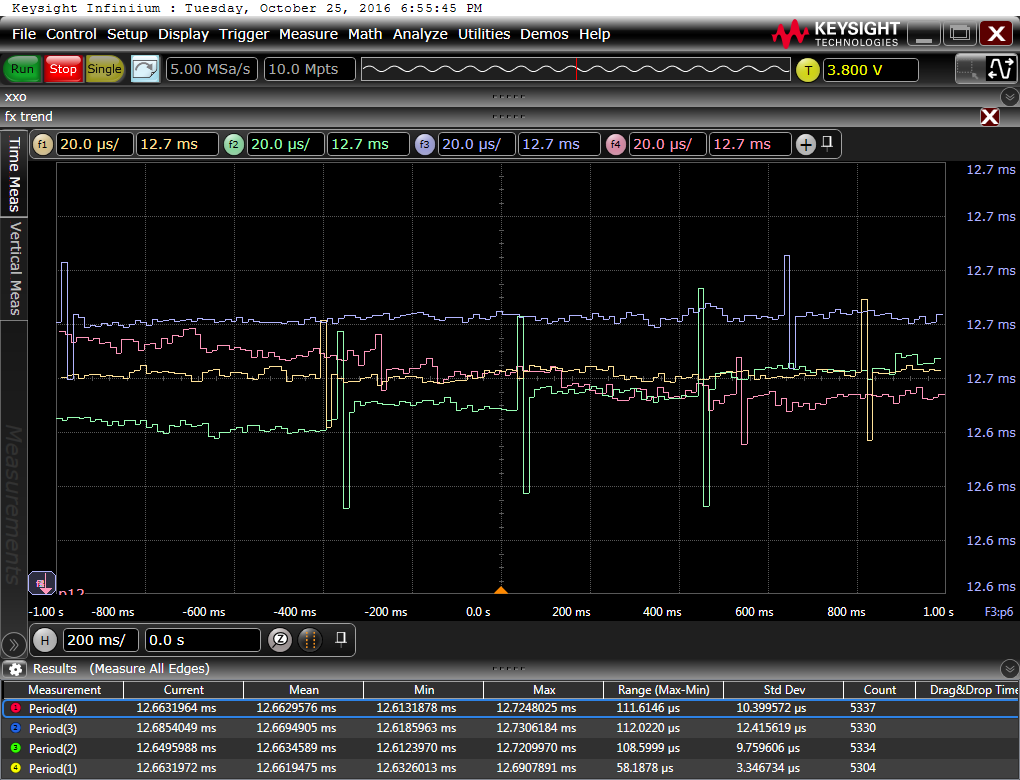 Keysight Infiniium : Tuesday, October 25, 2016 6:55:45 PM
File Control Setup Display Trigger Measure Math Analyze Utilities Demos Help
KEYSIGHT
TECHNOLOGIES
Run Stop Single 5.00 MSa/s 10.0 Mpts T 3.800 V
xxo
fx trend
f1 20.0 µs/ 12.7 ms f2 20.0 µs/ 12.7 ms f3 20.0 µs/ 12.7 ms f4 20.0 µs/ 12.7 ms
Time Meas
Vertical Meas
Measurements
12.7 ms
12.7 ms
12.7 ms
12.7 ms
12.7 ms
12.6 ms
12.6 ms
12.6 ms
12.6 ms
p12
-1.00 s -800 ms -600 ms -400 ms -200 ms 0.0 s 200 ms 400 ms 600 ms 800 ms 1.00 s F3:p6
H 200 ms/ 0.0 s
Results (Measure All Edges)
Measurement Current Mean Min Max Range (Max-Min) Std Dev Count Drag&Drop Time
1 Period(4) 12.6631964 ms 12.6629576 ms 12.6131878 ms 12.7248025 ms 111.6146 µs 10.399572 µs 5337
2 Period(3) 12.6854049 ms 12.6694905 ms 12.6185963 ms 12.7306184 ms 112.0220 µs 12.415619 µs 5330
3 Period(2) 12.6495988 ms 12.6634589 ms 12.6123970 ms 12.7209970 ms 108.5999 µs 9.759606 µs 5334
4 Period(1) 12.6631972 ms 12.6619475 ms 12.6326013 ms 12.6907891 ms 58.1878 µs 3.346734 µs 5304